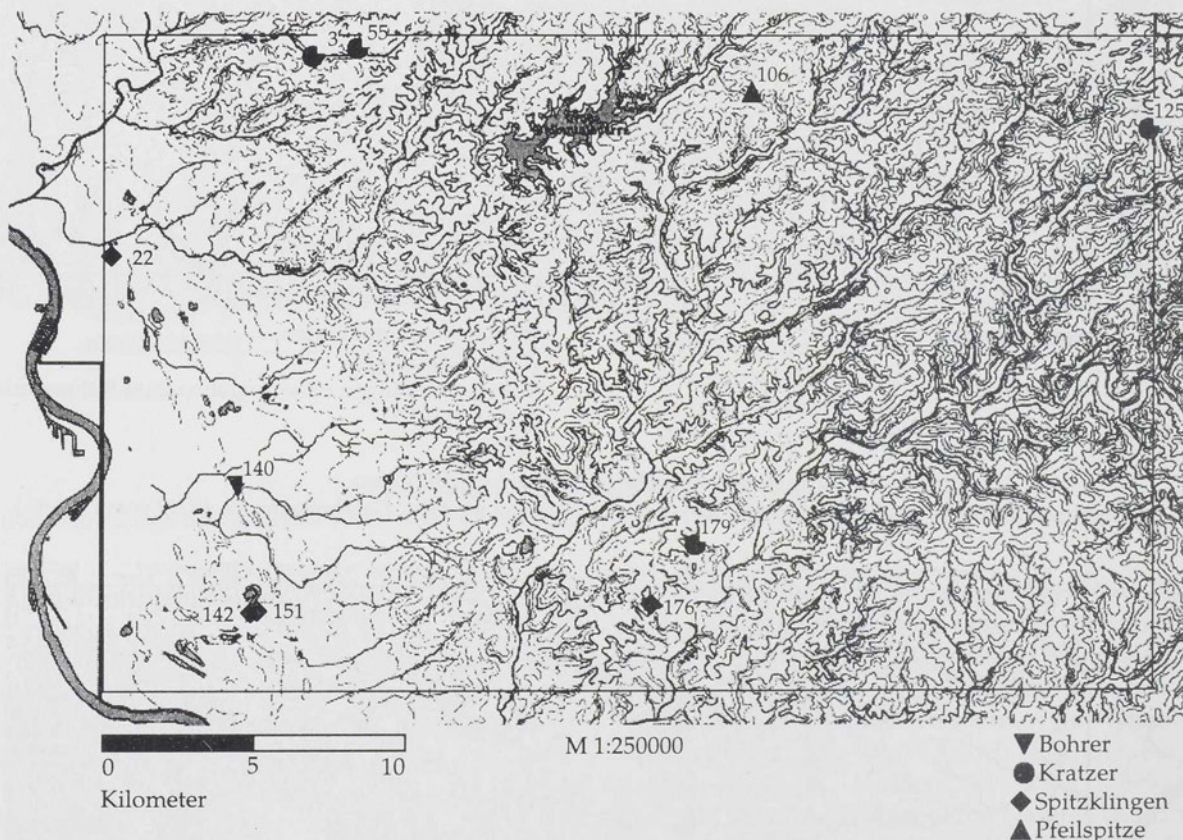 3 55
106
125
22
140
179
142 151
176
0 5 10
M 1:250000
Kilometer
Bohrer
Kratzer
Spitzklingen
Pfeilspitze